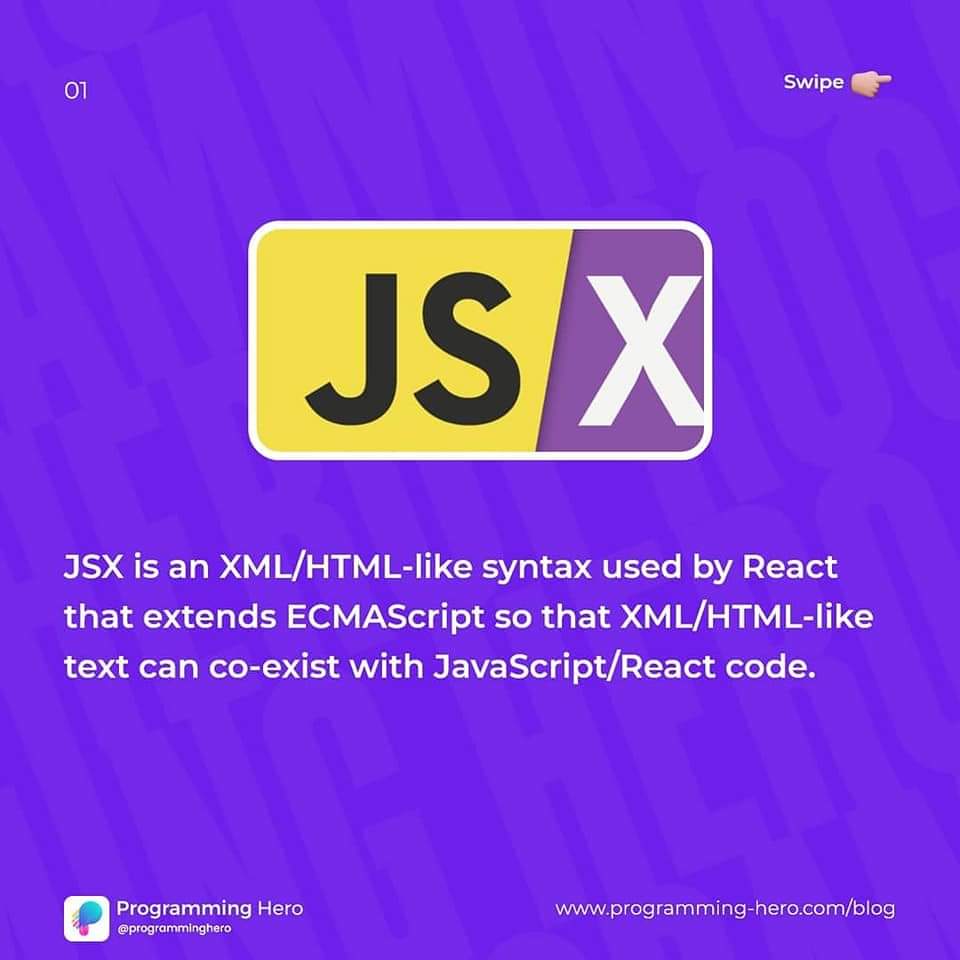 01
Swipe
JSX
JSX is an XML/HTML-like syntax used by React
that extends ECMAScript so that XML/HTML-like
text can co-exist with JavaScript/React code.
Programming Hero
@programminghero
www.programming-hero.com/blog